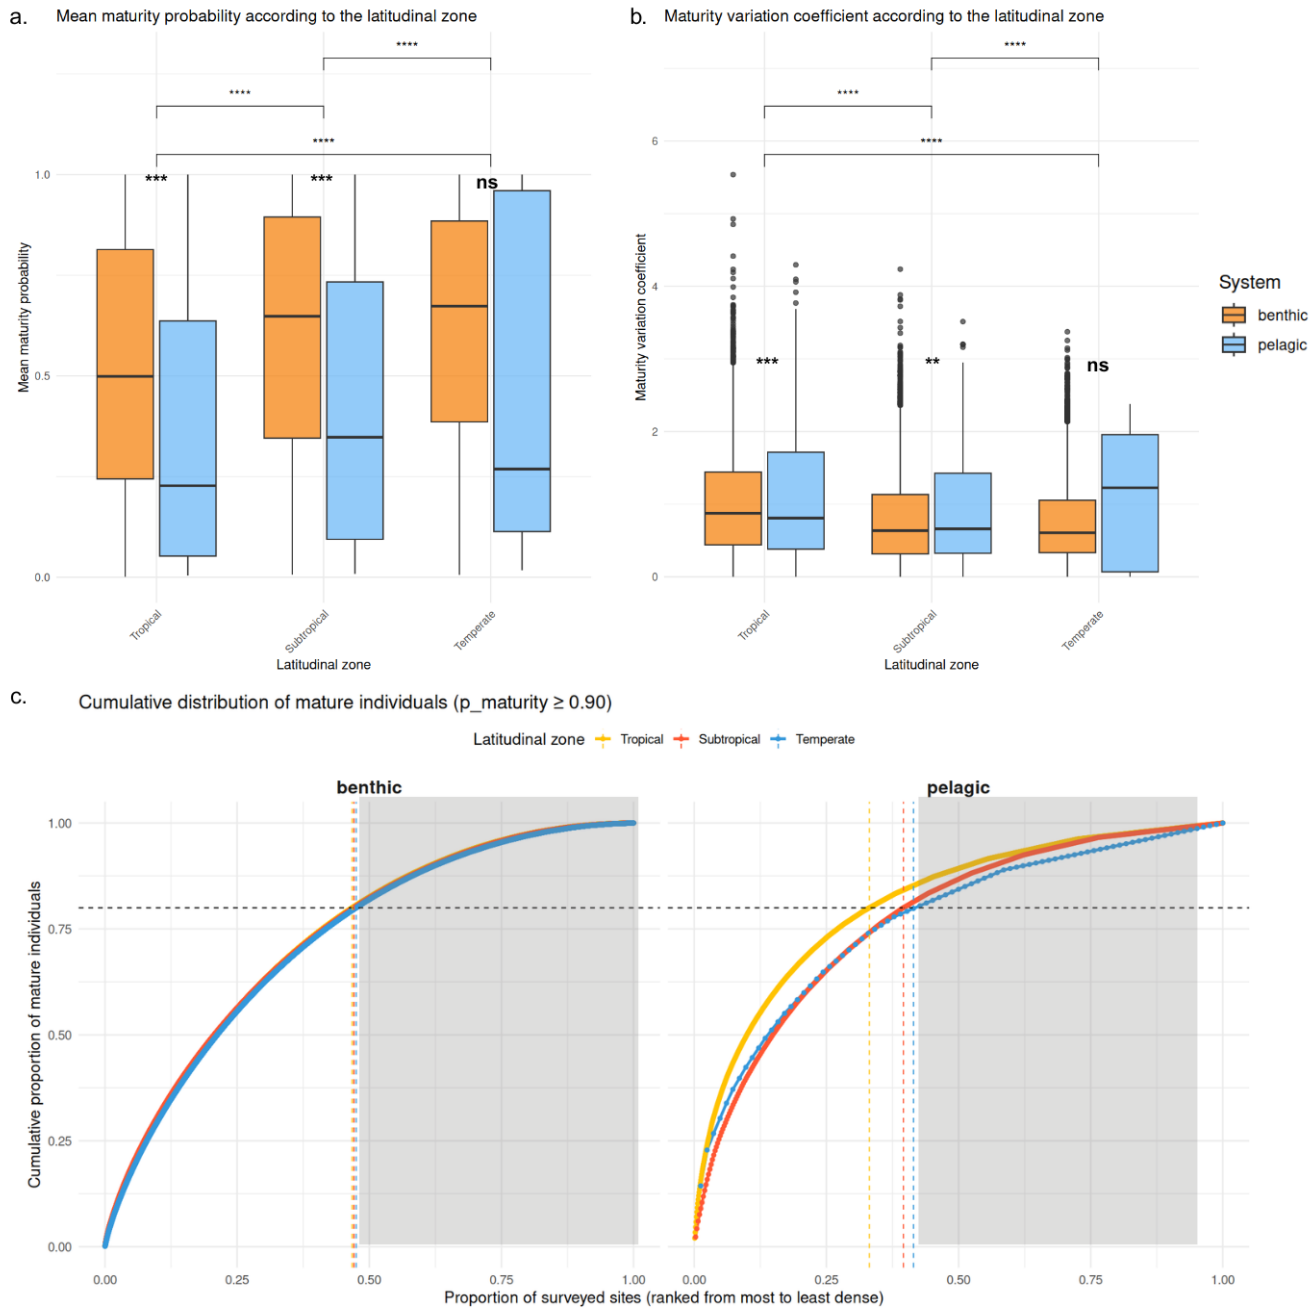 a.
Mean maturity probability according to the latitudinal zone
****
****
****
***
***
ns
1.0
0.5
0.0
Mean maturity probability
Tropical
Subtropical
Temperate
Latitudinal zone
b.
Maturity variation coefficient according to the latitudinal zone
****
****
****
***
**
ns
6
4
2
0
Maturity variation coefficient
Tropical
Subtropical
Temperate
Latitudinal zone
System
benthic
pelagic
c.
Cumulative distribution of mature individuals (p_maturity ≥ 0.90)
Latitudinal zone Tropical Subtropical Temperate
benthic
pelagic
1.00
0.75
0.50
0.25
0.00
Cumulative proportion of mature individuals
0.00 0.25 0.50 0.75 1.00
0.00 0.25 0.50 0.75 1.00
Proportion of surveyed sites (ranked from most to least dense)